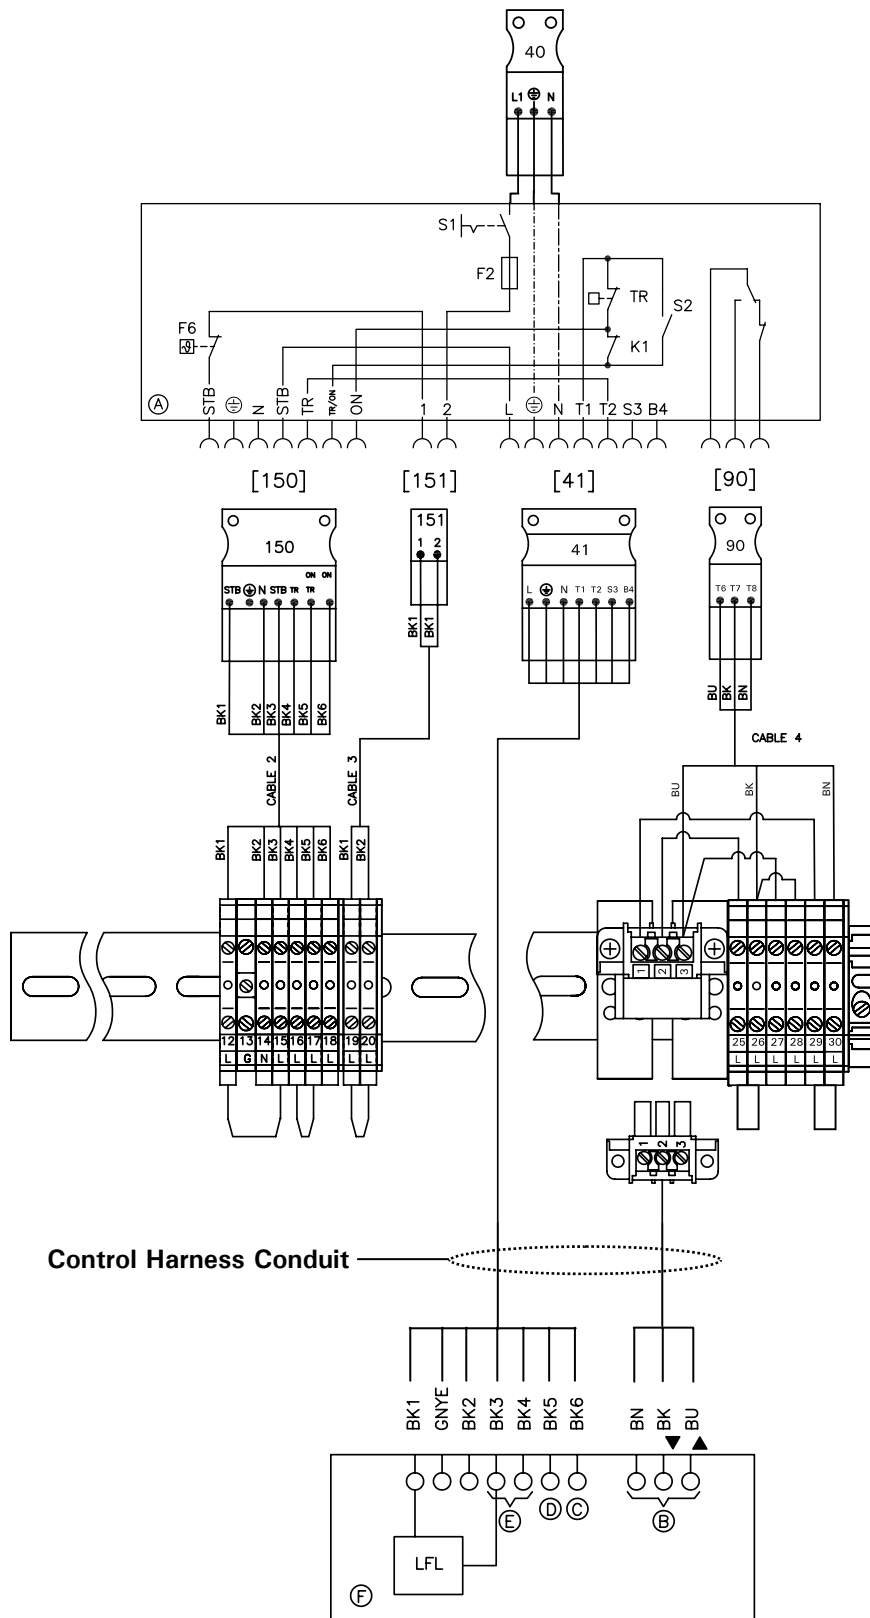 40
L1 ⏚ N
S1
F2
TR
S2
F6
K1
A
STB ⏚ N STB TR TR/ON ON 1 2 L ⏚ N T1 T2 S3 B4
[150] [151] [41] [90]
150
ON ON
STB ⏚ N STB TR TR
151
1 2
41
L ⏚ N T1 T2 S3 B4
90
T6 T7 T8
BK1 BK1
BU BK BN
BK1 BK2 BK3 BK4 BK5 BK6
CABLE 4
CABLE 2
CABLE 3
BU BK BN
BK1 BK2 BK3 BK4 BK5 BK6 BK1 BK2
1 2 3
12 13 14 15 16 17 18 19 20
L G N L L L L L L
25 26 27 28 29 30
L L L L L L
1 2 3
Control Harness Conduit
BK1 GNYE BK2 BK3 BK4 BK5 BK6 BN BK BU
E D C B
LFL
F